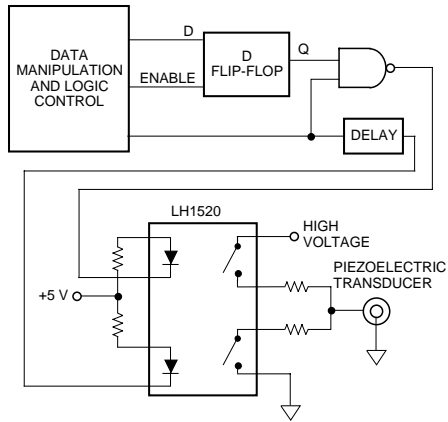 DATA
MANIPULATION
AND LOGIC
CONTROL
D
ENABLE
D
FLIP-FLOP
Q
DELAY
LH1520
HIGH
VOLTAGE
PIEZOELECTRIC
TRANSDUCER
+5 V